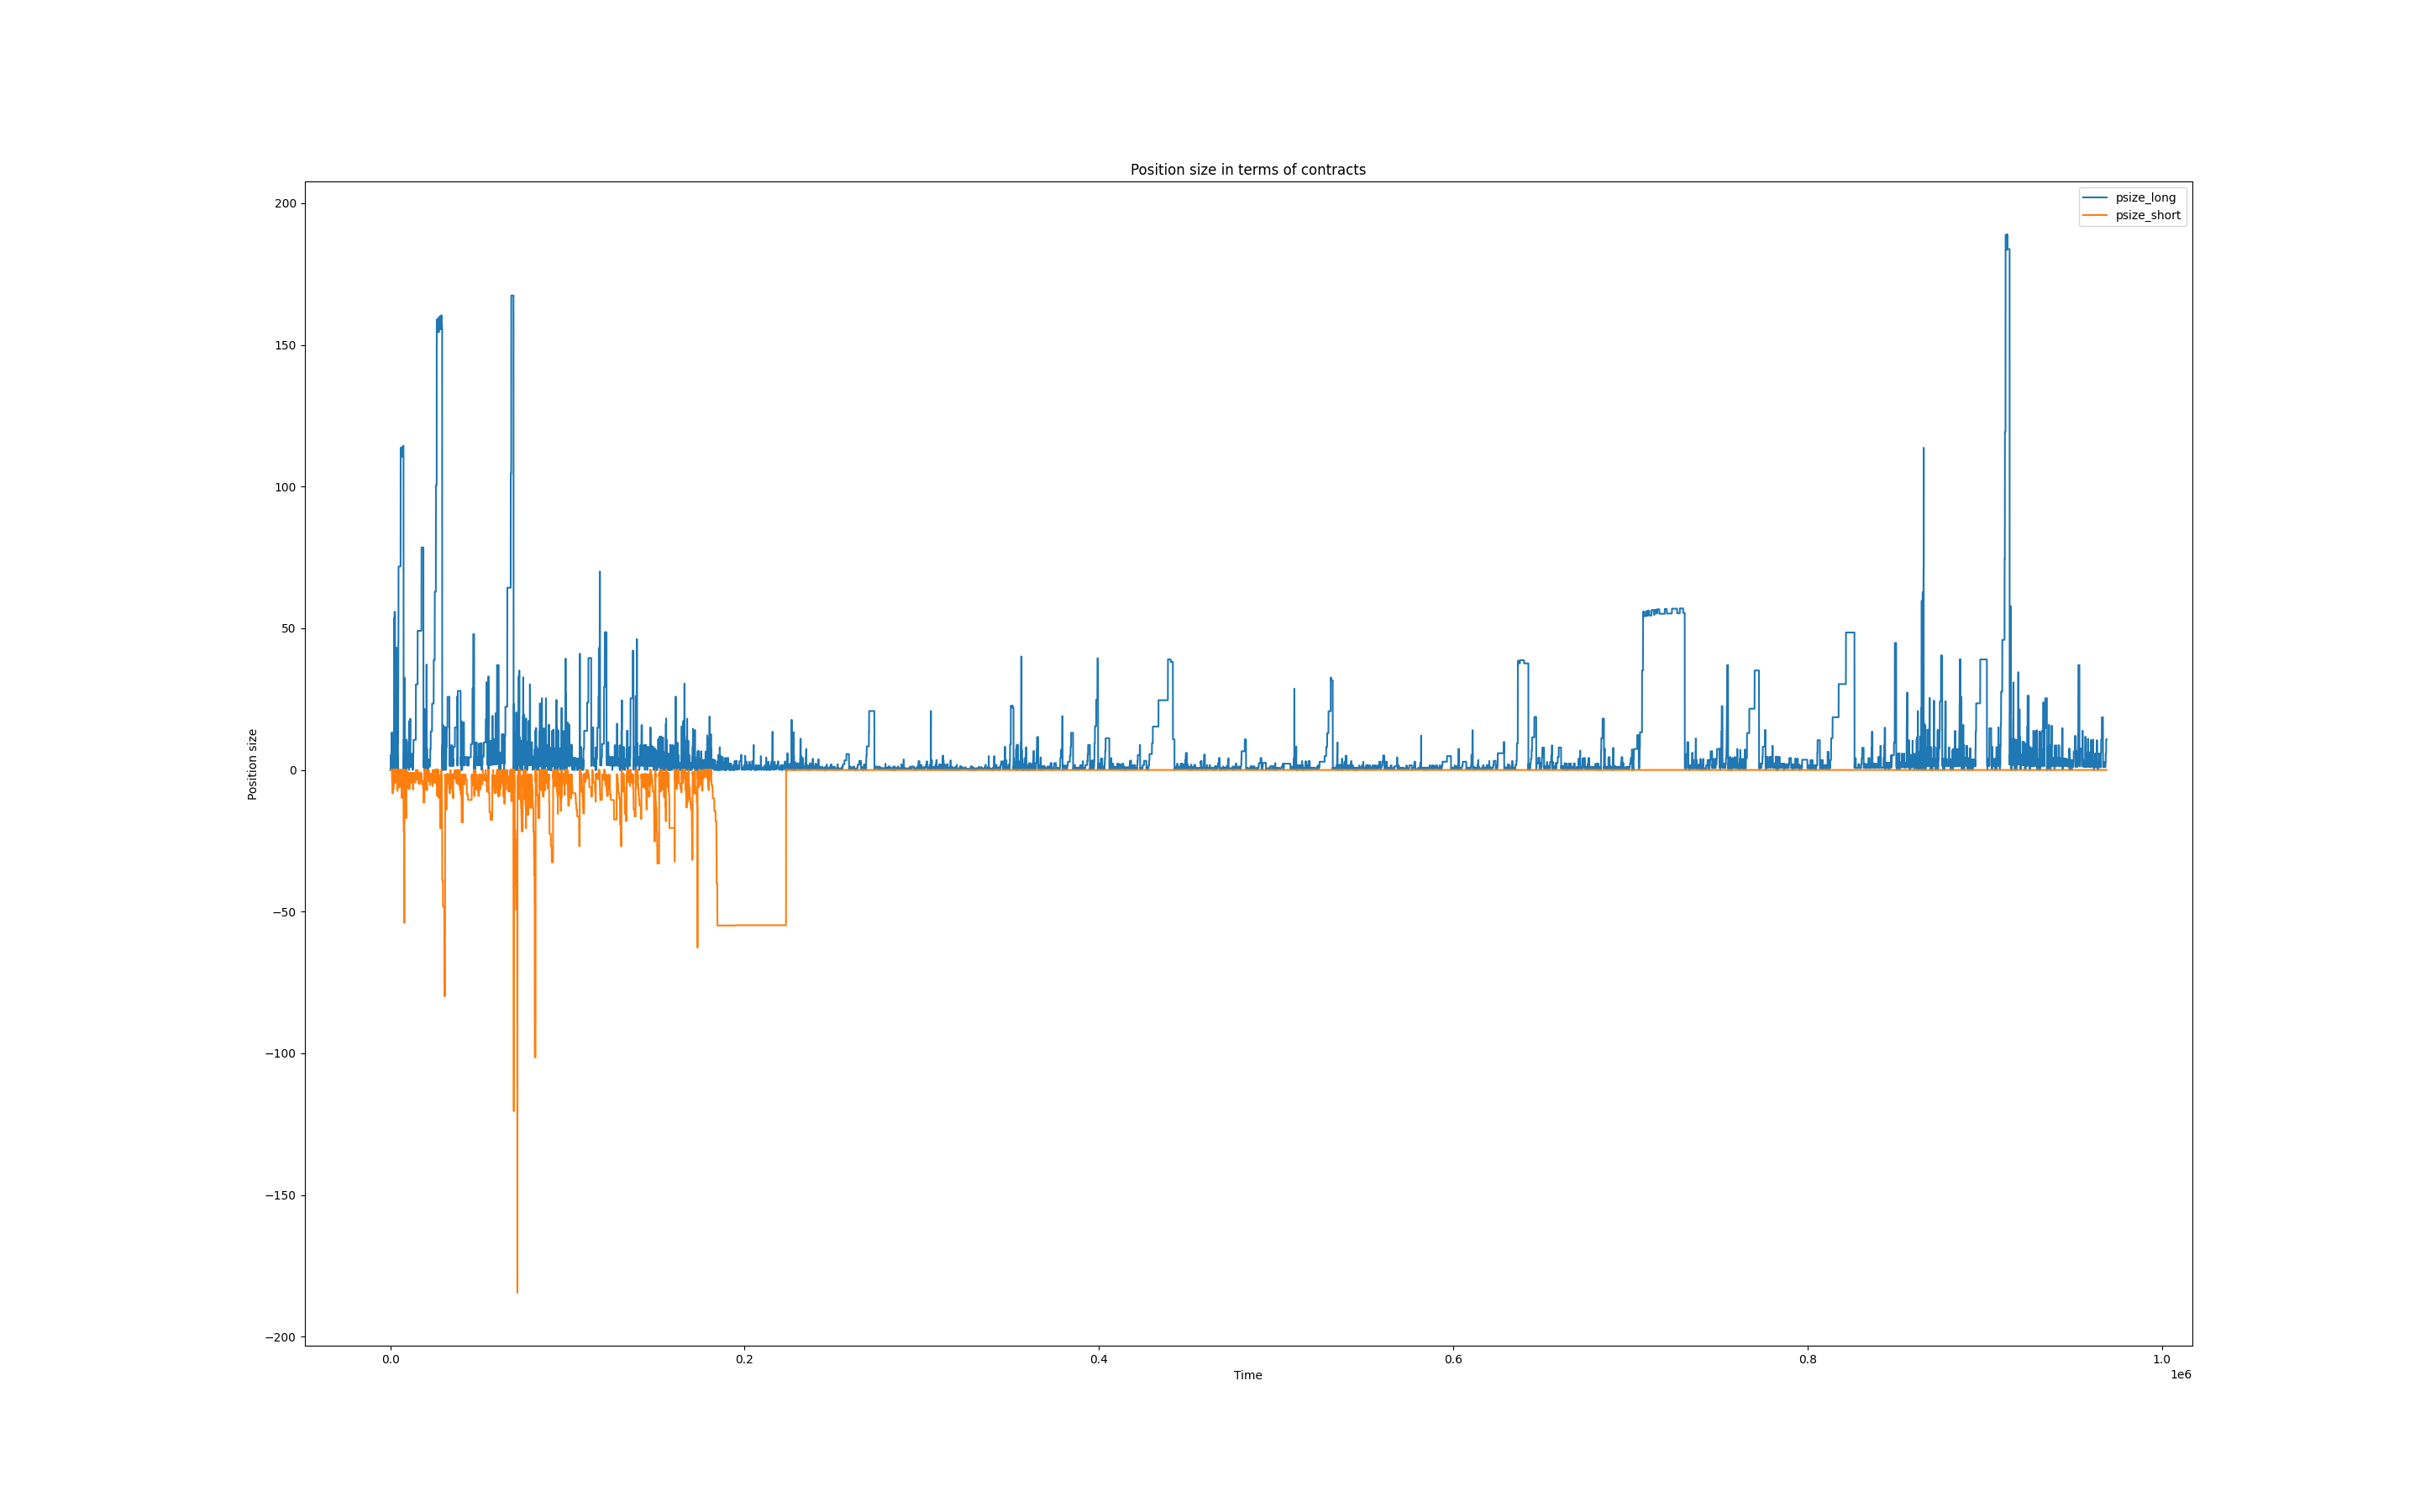 Position size in terms of contracts
psize_long
psize_short
200
150
100
50
0
−50
−100
−150
−200
Position size
0.0
0.2
0.4
0.6
0.8
1.0
Time
1e6